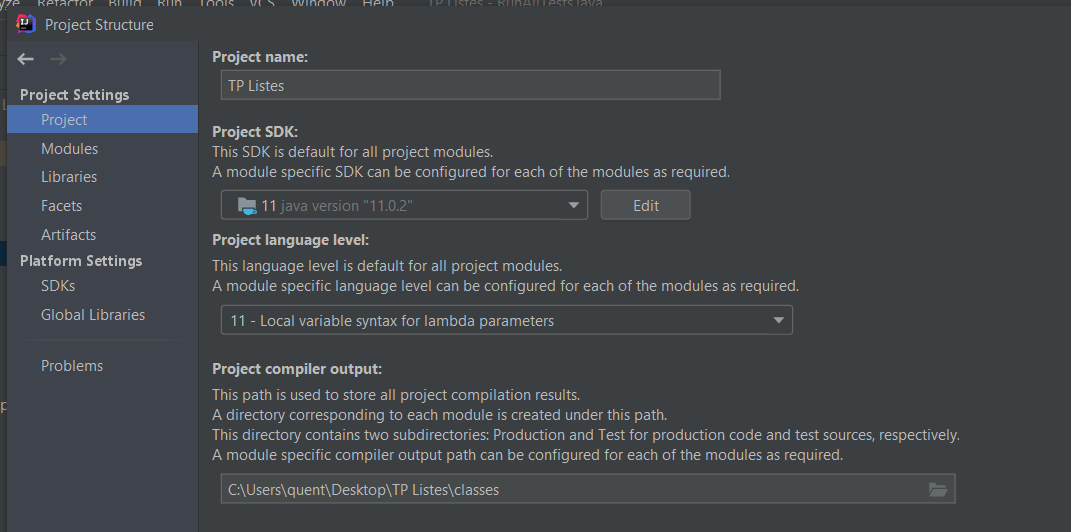 Refactor Build Run Tools VCS Window Help TP Listes - RunAllTests.java
Project Structure
Project Settings
Project
Modules
Libraries
Facets
Artifacts
Platform Settings
SDKs
Global Libraries
Problems
Project name:
TP Listes
Project SDK:
This SDK is default for all project modules.
A module specific SDK can be configured for each of the modules as required.
11 java version "11.0.2"
Edit
Project language level:
This language level is default for all project modules.
A module specific language level can be configured for each of the modules as required.
11 - Local variable syntax for lambda parameters
Project compiler output:
This path is used to store all project compilation results.
A directory corresponding to each module is created under this path.
This directory contains two subdirectories: Production and Test for production code and test sources, respectively.
A module specific compiler output path can be configured for each of the modules as required.
C:\Users\quent\Desktop\TP Listes\classes